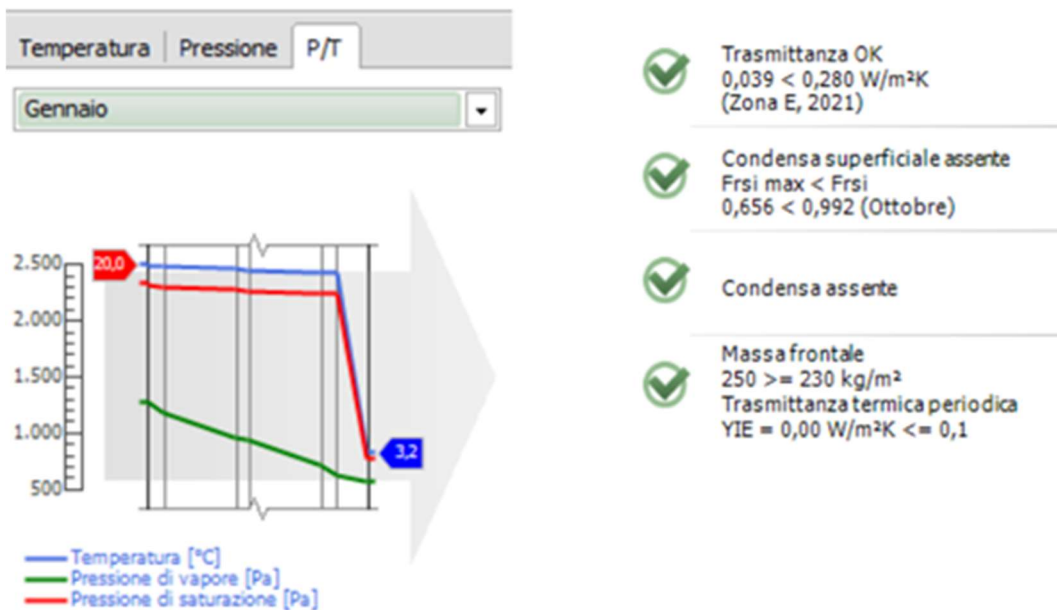 Temperatura
Pressione
P/T
Gennaio
2.500
2.000
1.500
1.000
500
20,0
3,2
Temperatura [°C]
Pressione di vapore [Pa]
Pressione di saturazione [Pa]
Trasmittanza OK
0,039 < 0,280 W/m²K
(Zona E, 2021)
Condensa superficiale assente
Frsi max < Frsi
0,656 < 0,992 (Ottobre)
Condensa assente
Massa frontale
250 >= 230 kg/m²
Trasmittanza termica periodica
YIE = 0,00 W/m²K <= 0,1